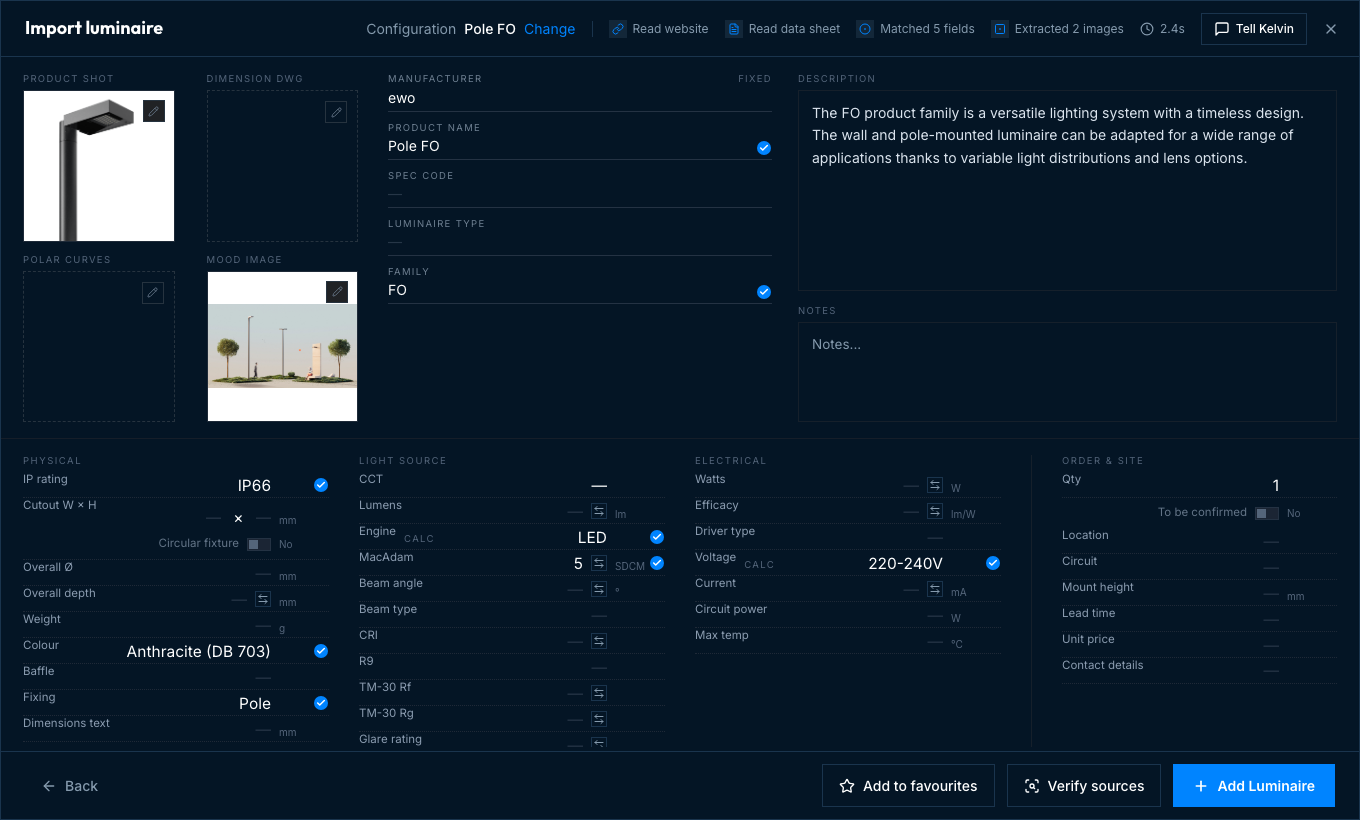 Import luminaire
Configuration Pole FO Change
Read website
Read data sheet
Matched 5 fields
Extracted 2 images
2.4s
Tell Kelvin
PRODUCT SHOT
DIMENSION DWG
POLAR CURVES
MOOD IMAGE
MANUFACTURER FIXED
ewo
PRODUCT NAME
Pole FO
SPEC CODE
—
LUMINAIRE TYPE
—
FAMILY
FO
DESCRIPTION
The FO product family is a versatile lighting system with a timeless design.
The wall and pole-mounted luminaire can be adapted for a wide range of
applications thanks to variable light distributions and lens options.
NOTES
Notes...
PHYSICAL
IP rating IP66
Cutout W × H — × — mm
Circular fixture No
Overall Ø — mm
Overall depth — mm
Weight — g
Colour Anthracite (DB 703)
Baffle —
Fixing Pole
Dimensions text — mm
LIGHT SOURCE
CCT —
Lumens — lm
Engine CALC LED
MacAdam 5 SDCM
Beam angle — °
Beam type —
CRI —
R9 —
TM-30 Rf —
TM-30 Rg —
Glare rating —
ELECTRICAL
Watts — W
Efficacy — lm/W
Driver type —
Voltage CALC 220-240V
Current — mA
Circuit power — W
Max temp — °C
ORDER & SITE
Qty 1
To be confirmed No
Location —
Circuit —
Mount height — mm
Lead time —
Unit price —
Contact details —
Back
Add to favourites
Verify sources
Add Luminaire